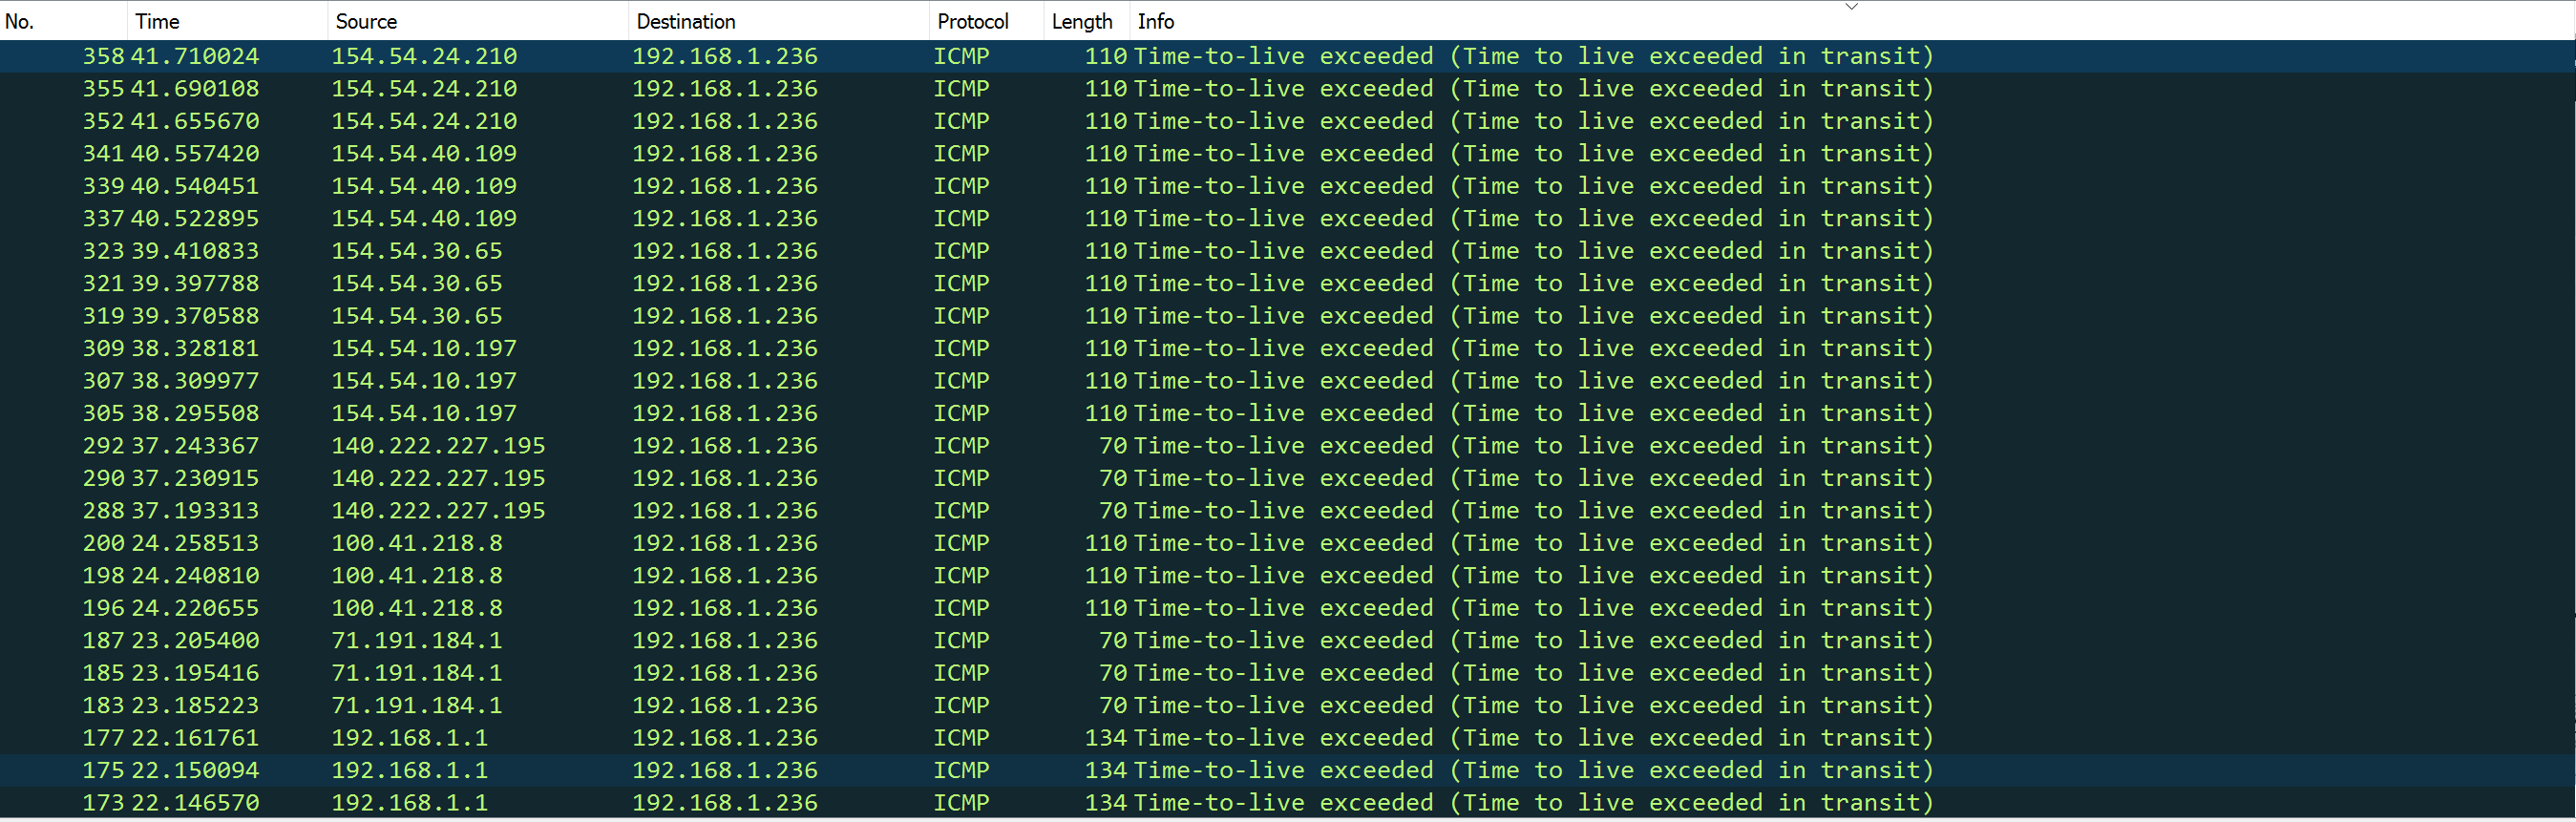 No. Time Source Destination Protocol Length Info
358 41.710024 154.54.24.210 192.168.1.236 ICMP 110 Time-to-live exceeded (Time to live exceeded in transit)
355 41.690108 154.54.24.210 192.168.1.236 ICMP 110 Time-to-live exceeded (Time to live exceeded in transit)
352 41.655670 154.54.24.210 192.168.1.236 ICMP 110 Time-to-live exceeded (Time to live exceeded in transit)
341 40.557420 154.54.40.109 192.168.1.236 ICMP 110 Time-to-live exceeded (Time to live exceeded in transit)
339 40.540451 154.54.40.109 192.168.1.236 ICMP 110 Time-to-live exceeded (Time to live exceeded in transit)
337 40.522895 154.54.40.109 192.168.1.236 ICMP 110 Time-to-live exceeded (Time to live exceeded in transit)
323 39.410833 154.54.30.65 192.168.1.236 ICMP 110 Time-to-live exceeded (Time to live exceeded in transit)
321 39.397788 154.54.30.65 192.168.1.236 ICMP 110 Time-to-live exceeded (Time to live exceeded in transit)
319 39.370588 154.54.30.65 192.168.1.236 ICMP 110 Time-to-live exceeded (Time to live exceeded in transit)
309 38.328181 154.54.10.197 192.168.1.236 ICMP 110 Time-to-live exceeded (Time to live exceeded in transit)
307 38.309977 154.54.10.197 192.168.1.236 ICMP 110 Time-to-live exceeded (Time to live exceeded in transit)
305 38.295508 154.54.10.197 192.168.1.236 ICMP 110 Time-to-live exceeded (Time to live exceeded in transit)
292 37.243367 140.222.227.195 192.168.1.236 ICMP 70 Time-to-live exceeded (Time to live exceeded in transit)
290 37.230915 140.222.227.195 192.168.1.236 ICMP 70 Time-to-live exceeded (Time to live exceeded in transit)
288 37.193313 140.222.227.195 192.168.1.236 ICMP 70 Time-to-live exceeded (Time to live exceeded in transit)
200 24.258513 100.41.218.8 192.168.1.236 ICMP 110 Time-to-live exceeded (Time to live exceeded in transit)
198 24.240810 100.41.218.8 192.168.1.236 ICMP 110 Time-to-live exceeded (Time to live exceeded in transit)
196 24.220655 100.41.218.8 192.168.1.236 ICMP 110 Time-to-live exceeded (Time to live exceeded in transit)
187 23.205400 71.191.184.1 192.168.1.236 ICMP 70 Time-to-live exceeded (Time to live exceeded in transit)
185 23.195416 71.191.184.1 192.168.1.236 ICMP 70 Time-to-live exceeded (Time to live exceeded in transit)
183 23.185223 71.191.184.1 192.168.1.236 ICMP 70 Time-to-live exceeded (Time to live exceeded in transit)
177 22.161761 192.168.1.1 192.168.1.236 ICMP 134 Time-to-live exceeded (Time to live exceeded in transit)
175 22.150094 192.168.1.1 192.168.1.236 ICMP 134 Time-to-live exceeded (Time to live exceeded in transit)
173 22.146570 192.168.1.1 192.168.1.236 ICMP 134 Time-to-live exceeded (Time to live exceeded in transit)